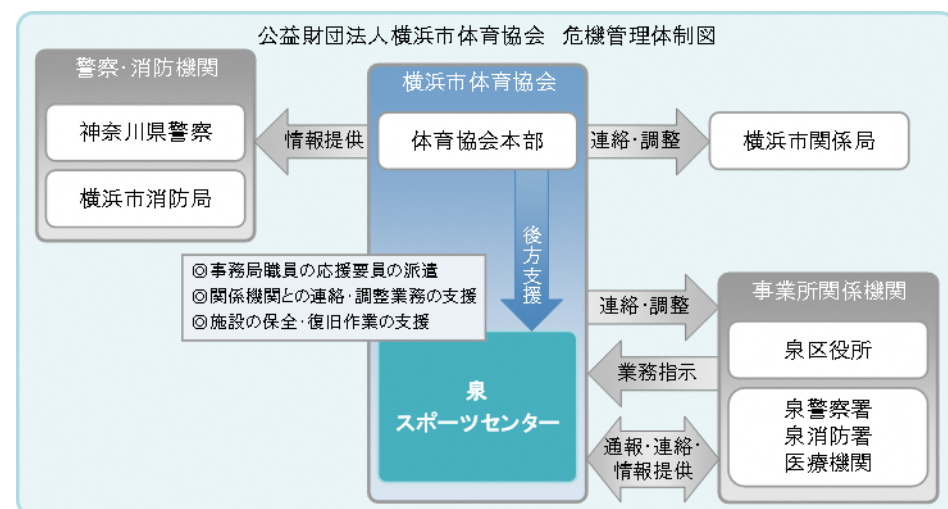 公益財団法人横浜市体育協会　危機管理体制図
警察・消防機関
神奈川県警察
横浜市消防局
情報提供
横浜市体育協会
体育協会本部
連絡・調整
横浜市関係局
後方支援
◎事務局職員の応援要員の派遣
◎関係機関との連絡・調整業務の支援
◎施設の保全・復旧作業の支援
泉
スポーツセンター
連絡・調整
業務指示
通報・連絡・
情報提供
事業所関係機関
泉区役所
泉警察署
泉消防署
医療機関